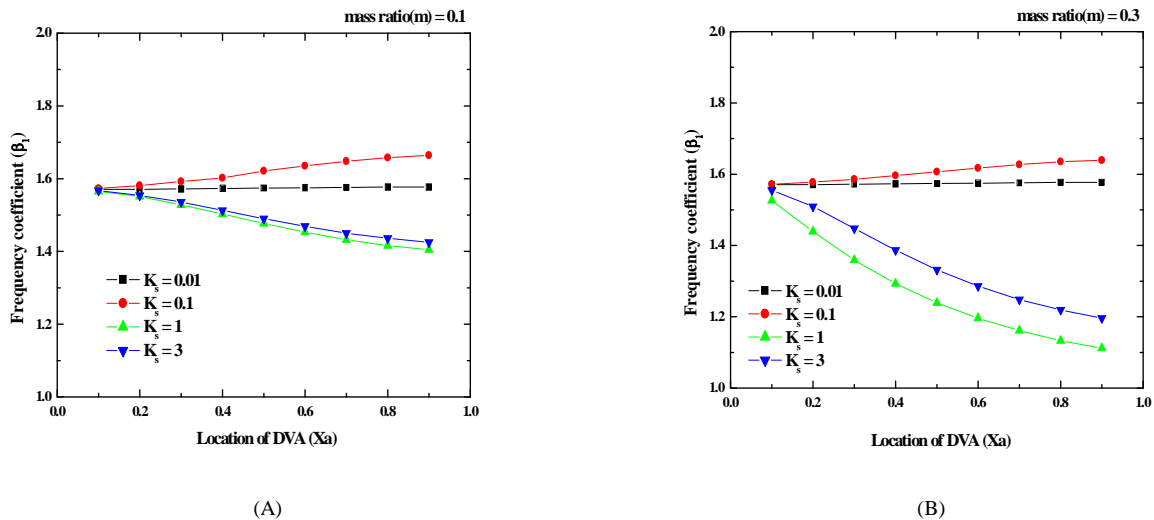 mass ratio(m) = 0.1
2.0
1.8
1.6
1.4
1.2
1.0
Frequency coefficient (β₁)
K_s = 0.01
K_s = 0.1
K_s = 1
K_s = 3
0.0 0.2 0.4 0.6 0.8 1.0
Location of DVA (Xa)
(A)
mass ratio(m) = 0.3
2.0
1.8
1.6
1.4
1.2
1.0
Frequency coefficient (β₁)
K_s = 0.01
K_s = 0.1
K_s = 1
K_s = 3
0.0 0.2 0.4 0.6 0.8 1.0
Location of DVA (Xa)
(B)